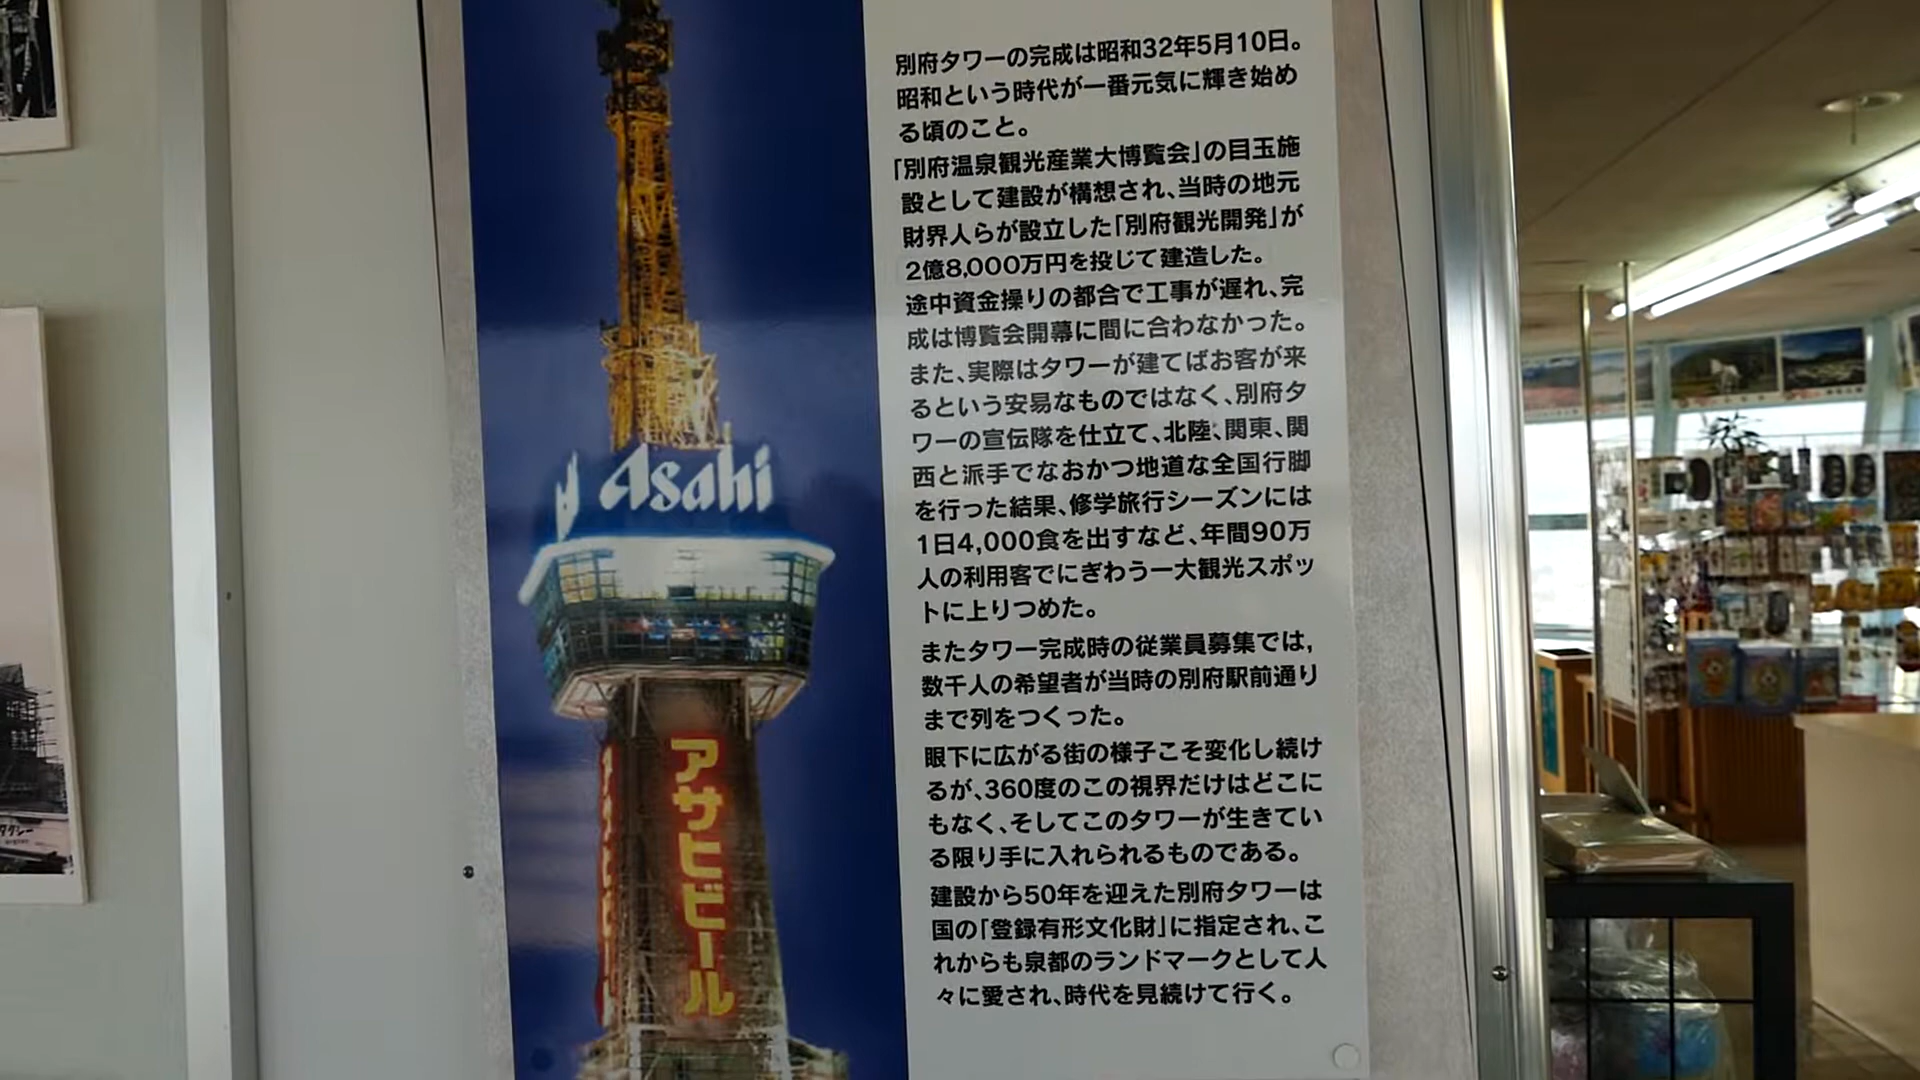 別府タワーの完成は昭和32年5月10日。
昭和という時代が一番元気に輝き始め
る頃のこと。
「別府温泉観光産業大博覧会」の目玉施
設として建設が構想され、当時の地元
財界人らが設立した「別府観光開発」が
2億8,000万円を投じて建造した。
途中資金操りの都合で工事が遅れ、完
成は博覧会開幕に間に合わなかった。
また、実際はタワーが建てばお客が来
るという安易なものではなく、別府タ
ワーの宣伝隊を仕立て、北陸、関東、関
西と派手でなおかつ地道な全国行脚
を行った結果、修学旅行シーズンには
1日4,000食を出すなど、年間90万
人の利用客でにぎわう一大観光スポッ
トに上りつめた。
またタワー完成時の従業員募集では,
数千人の希望者が当時の別府駅前通り
まで列をつくった。
眼下に広がる街の様子こそ変化し続け
るが、360度のこの視界だけはどこに
もなく、そしてこのタワーが生きてい
る限り手に入れられるものである。
建設から50年を迎えた別府タワーは
国の「登録有形文化財」に指定され、こ
れからも泉都のランドマークとして人
々に愛され、時代を見続けて行く。
Asahi
アサヒビール
タクシー